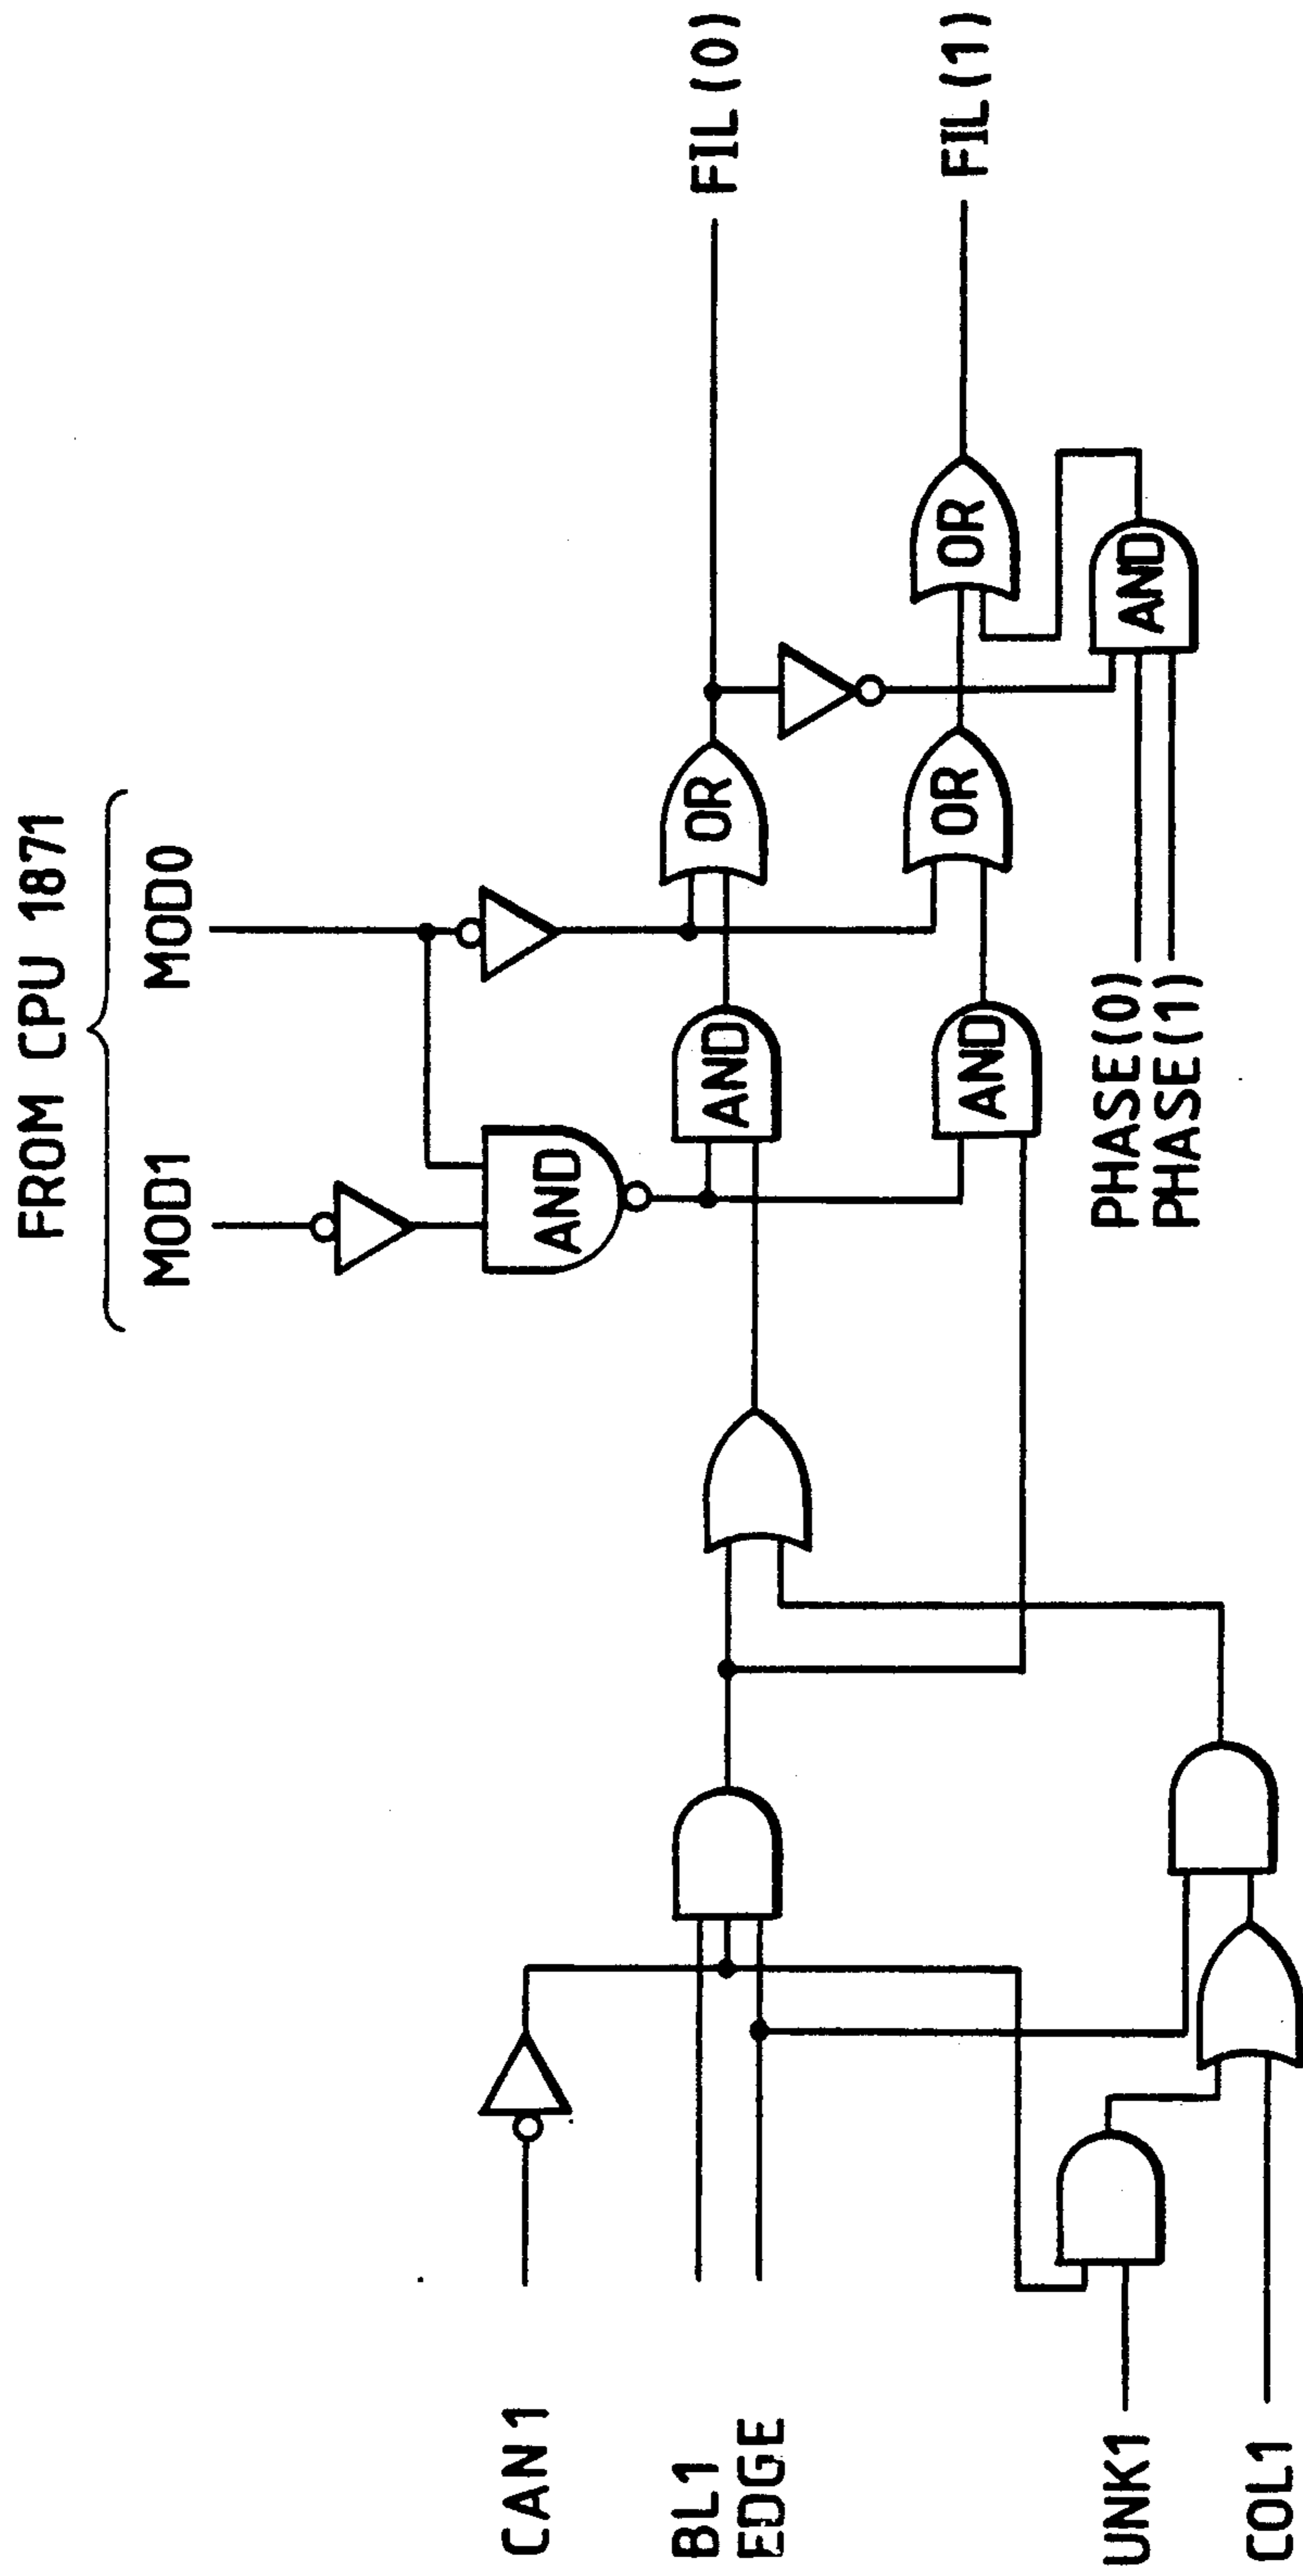 FROM CPU 1871
MOD1
MOD0
CAN1
BL1
EDGE
UNK1
COL1
AND
AND
AND
OR
OR
OR
AND
PHASE(0)
PHASE(1)
FIL(0)
FIL(1)